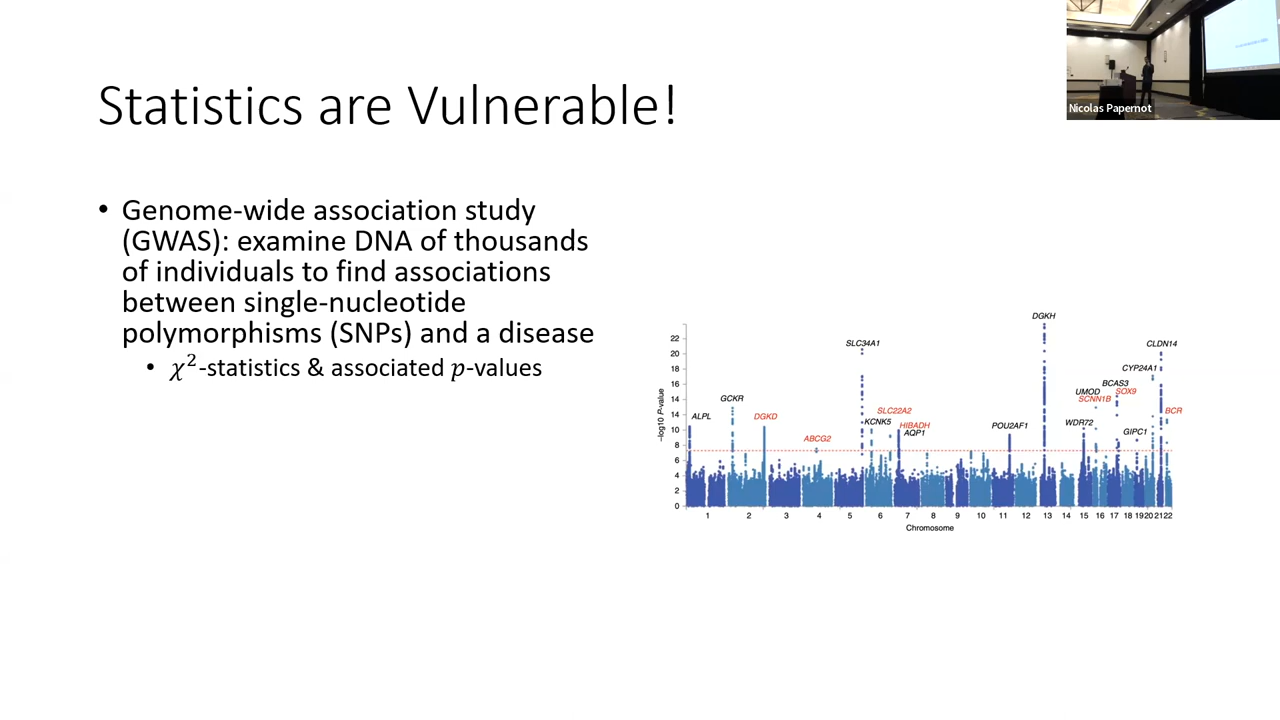 Statistics are Vulnerable!
Nicolas Papernot
• Genome-wide association study
(GWAS): examine DNA of thousands
of individuals to find associations
between single-nucleotide
polymorphisms (SNPs) and a disease
• χ²-statistics & associated p-values
DGKH
SLC34A1
CLDN14
CYP24A1
BCAS3
UMOD
SOX9
SCNN1B
GCKR
ALPL
DGKD
SLC22A2
BCR
KCNK5
HIBADH
AQP1
POU2AF1
WDR72
GIPC1
ABCG2
–log10 P-value
22
20
18
16
14
12
10
8
6
4
2
0
1 2 3 4 5 6 7 8 9 10 11 12 13 14 15 16 17 18 19 20 21 22
Chromosome